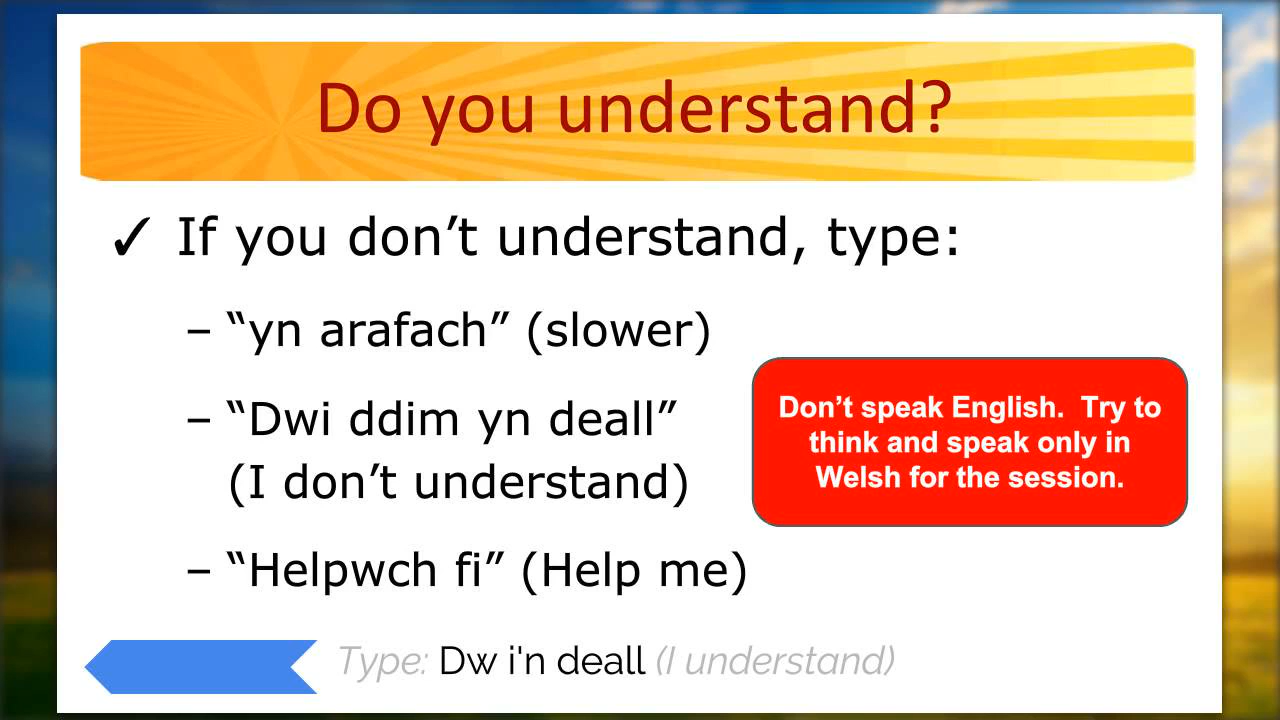 Do you understand?
✓ If you don’t understand, type:
– “yn arafach” (slower)
– “Dwi ddim yn deall”
(I don’t understand)
– “Helpwch fi” (Help me)
Don’t speak English.  Try to
think and speak only in
Welsh for the session.
Type: Dw i'n deall (I understand)